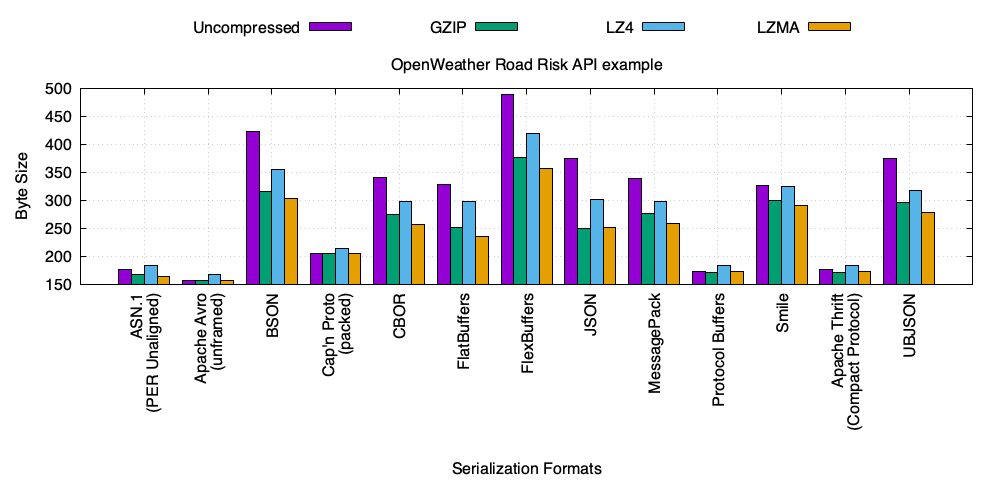 Uncompressed GZIP LZ4 LZMA
OpenWeather Road Risk API example
500
450
400
350
300
250
200
150
Byte Size
ASN.1
(PER Unaligned)
Apache Avro
(unframed)
BSON
Cap'n Proto
(packed)
CBOR
FlatBuffers
FlexBuffers
JSON
MessagePack
Protocol Buffers
Smile
Apache Thrift
(Compact Protocol)
UBJSON
Serialization Formats